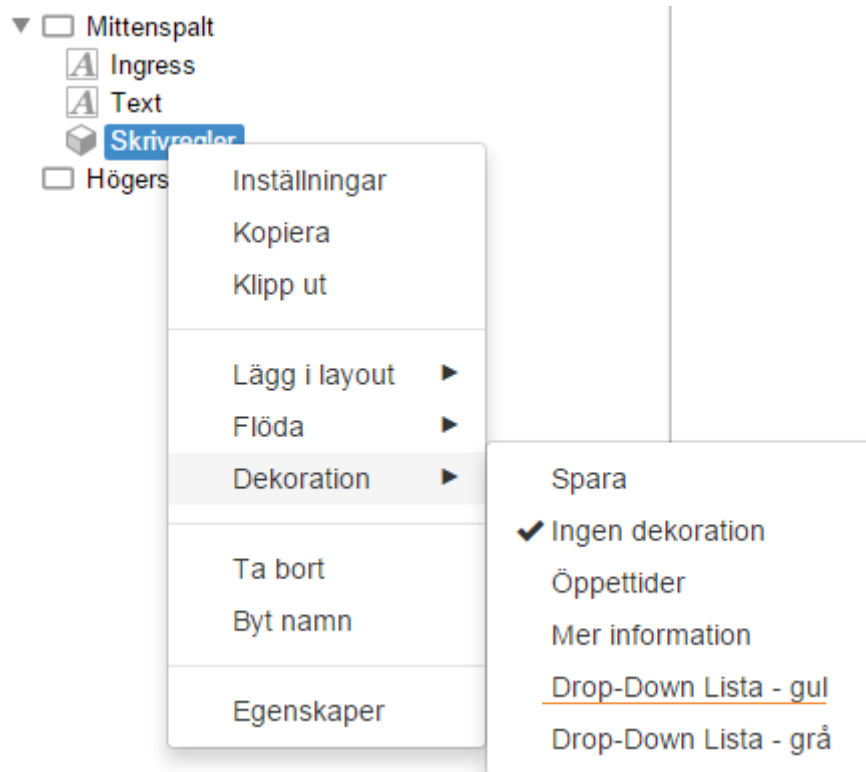 Mittenspalt
Ingress
Text
Skrivregler
Högers
Inställningar
Kopiera
Klipp ut
Lägg i layout
Flöda
Dekoration
Spara
Ingen dekoration
Öppettider
Mer information
Drop-Down Lista - gul
Drop-Down Lista - grå
Ta bort
Byt namn
Egenskaper